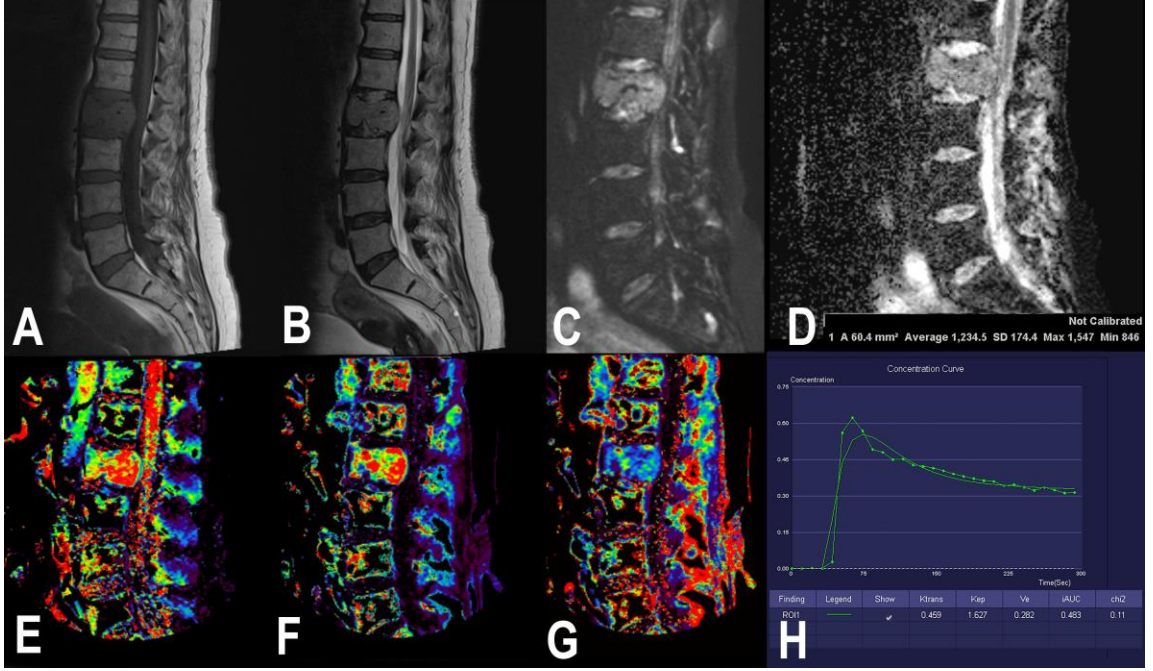 A
B
C
D
Not Calibrated
1 A 60.4 mm² Average 1,234.5 SD 174.4 Max 1,547 Min 846
E
F
G
H
Concentration Curve
Concentration
0.76
0.60
0.45
0.30
0.15
0.00
0 75 150 225 300
Time(Sec)
Finding Legend Show Ktrans Kep Ve iAUC chi2
ROI1 ✔ 0.459 1.627 0.282 0.483 0.11